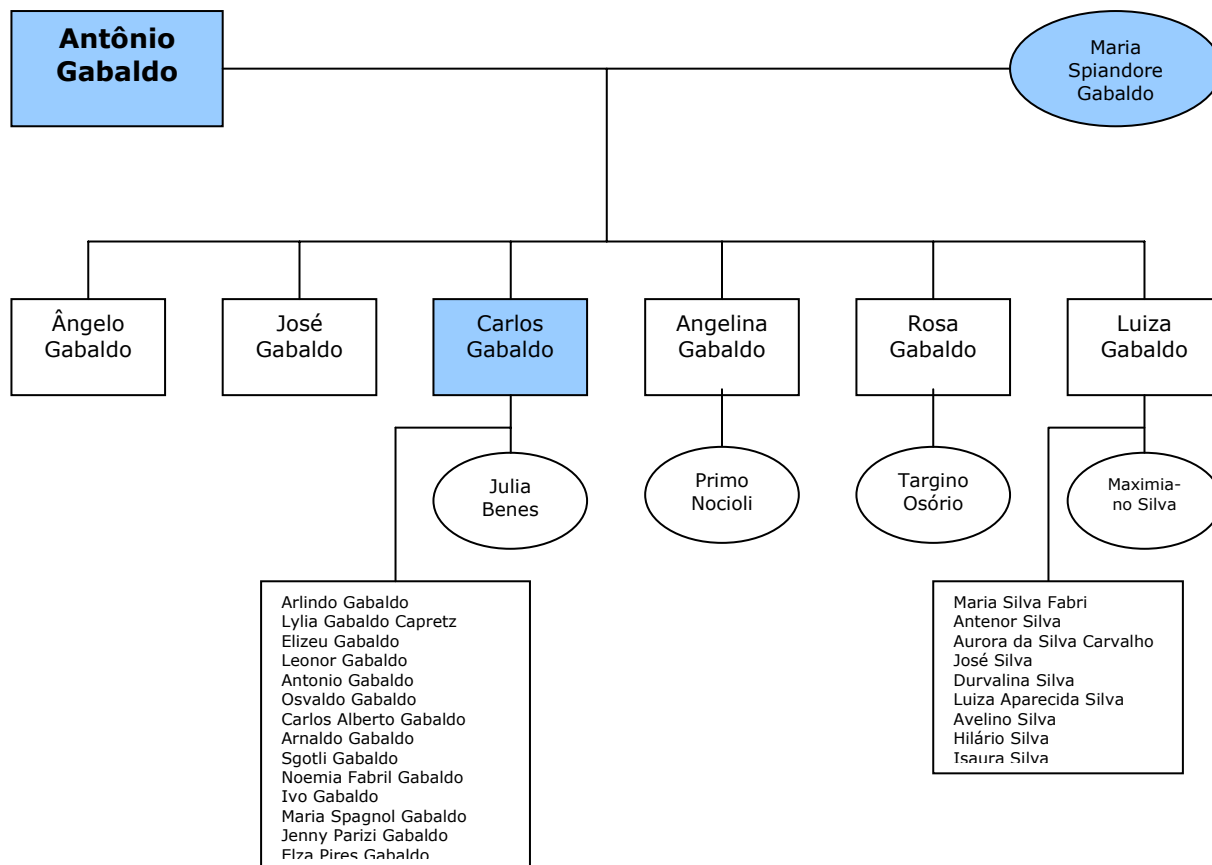 Antônio
Gabaldo
Maria
Spiandore
Gabaldo
Ângelo
Gabaldo
José
Gabaldo
Carlos
Gabaldo
Angelina
Gabaldo
Rosa
Gabaldo
Luiza
Gabaldo
Julia
Benes
Primo
Nocioli
Targino
Osório
Maximia-
no Silva
Arlindo Gabaldo
Lylia Gabaldo Capretz
Elizeu Gabaldo
Leonor Gabaldo
Antonio Gabaldo
Osvaldo Gabaldo
Carlos Alberto Gabaldo
Arnaldo Gabaldo
Sgotli Gabaldo
Noemia Fabril Gabaldo
Ivo Gabaldo
Maria Spagnol Gabaldo
Jenny Parizi Gabaldo
Elza Pires Gabaldo
Maria Silva Fabri
Antenor Silva
Aurora da Silva Carvalho
José Silva
Durvalina Silva
Luiza Aparecida Silva
Avelino Silva
Hilário Silva
Isaura Silva